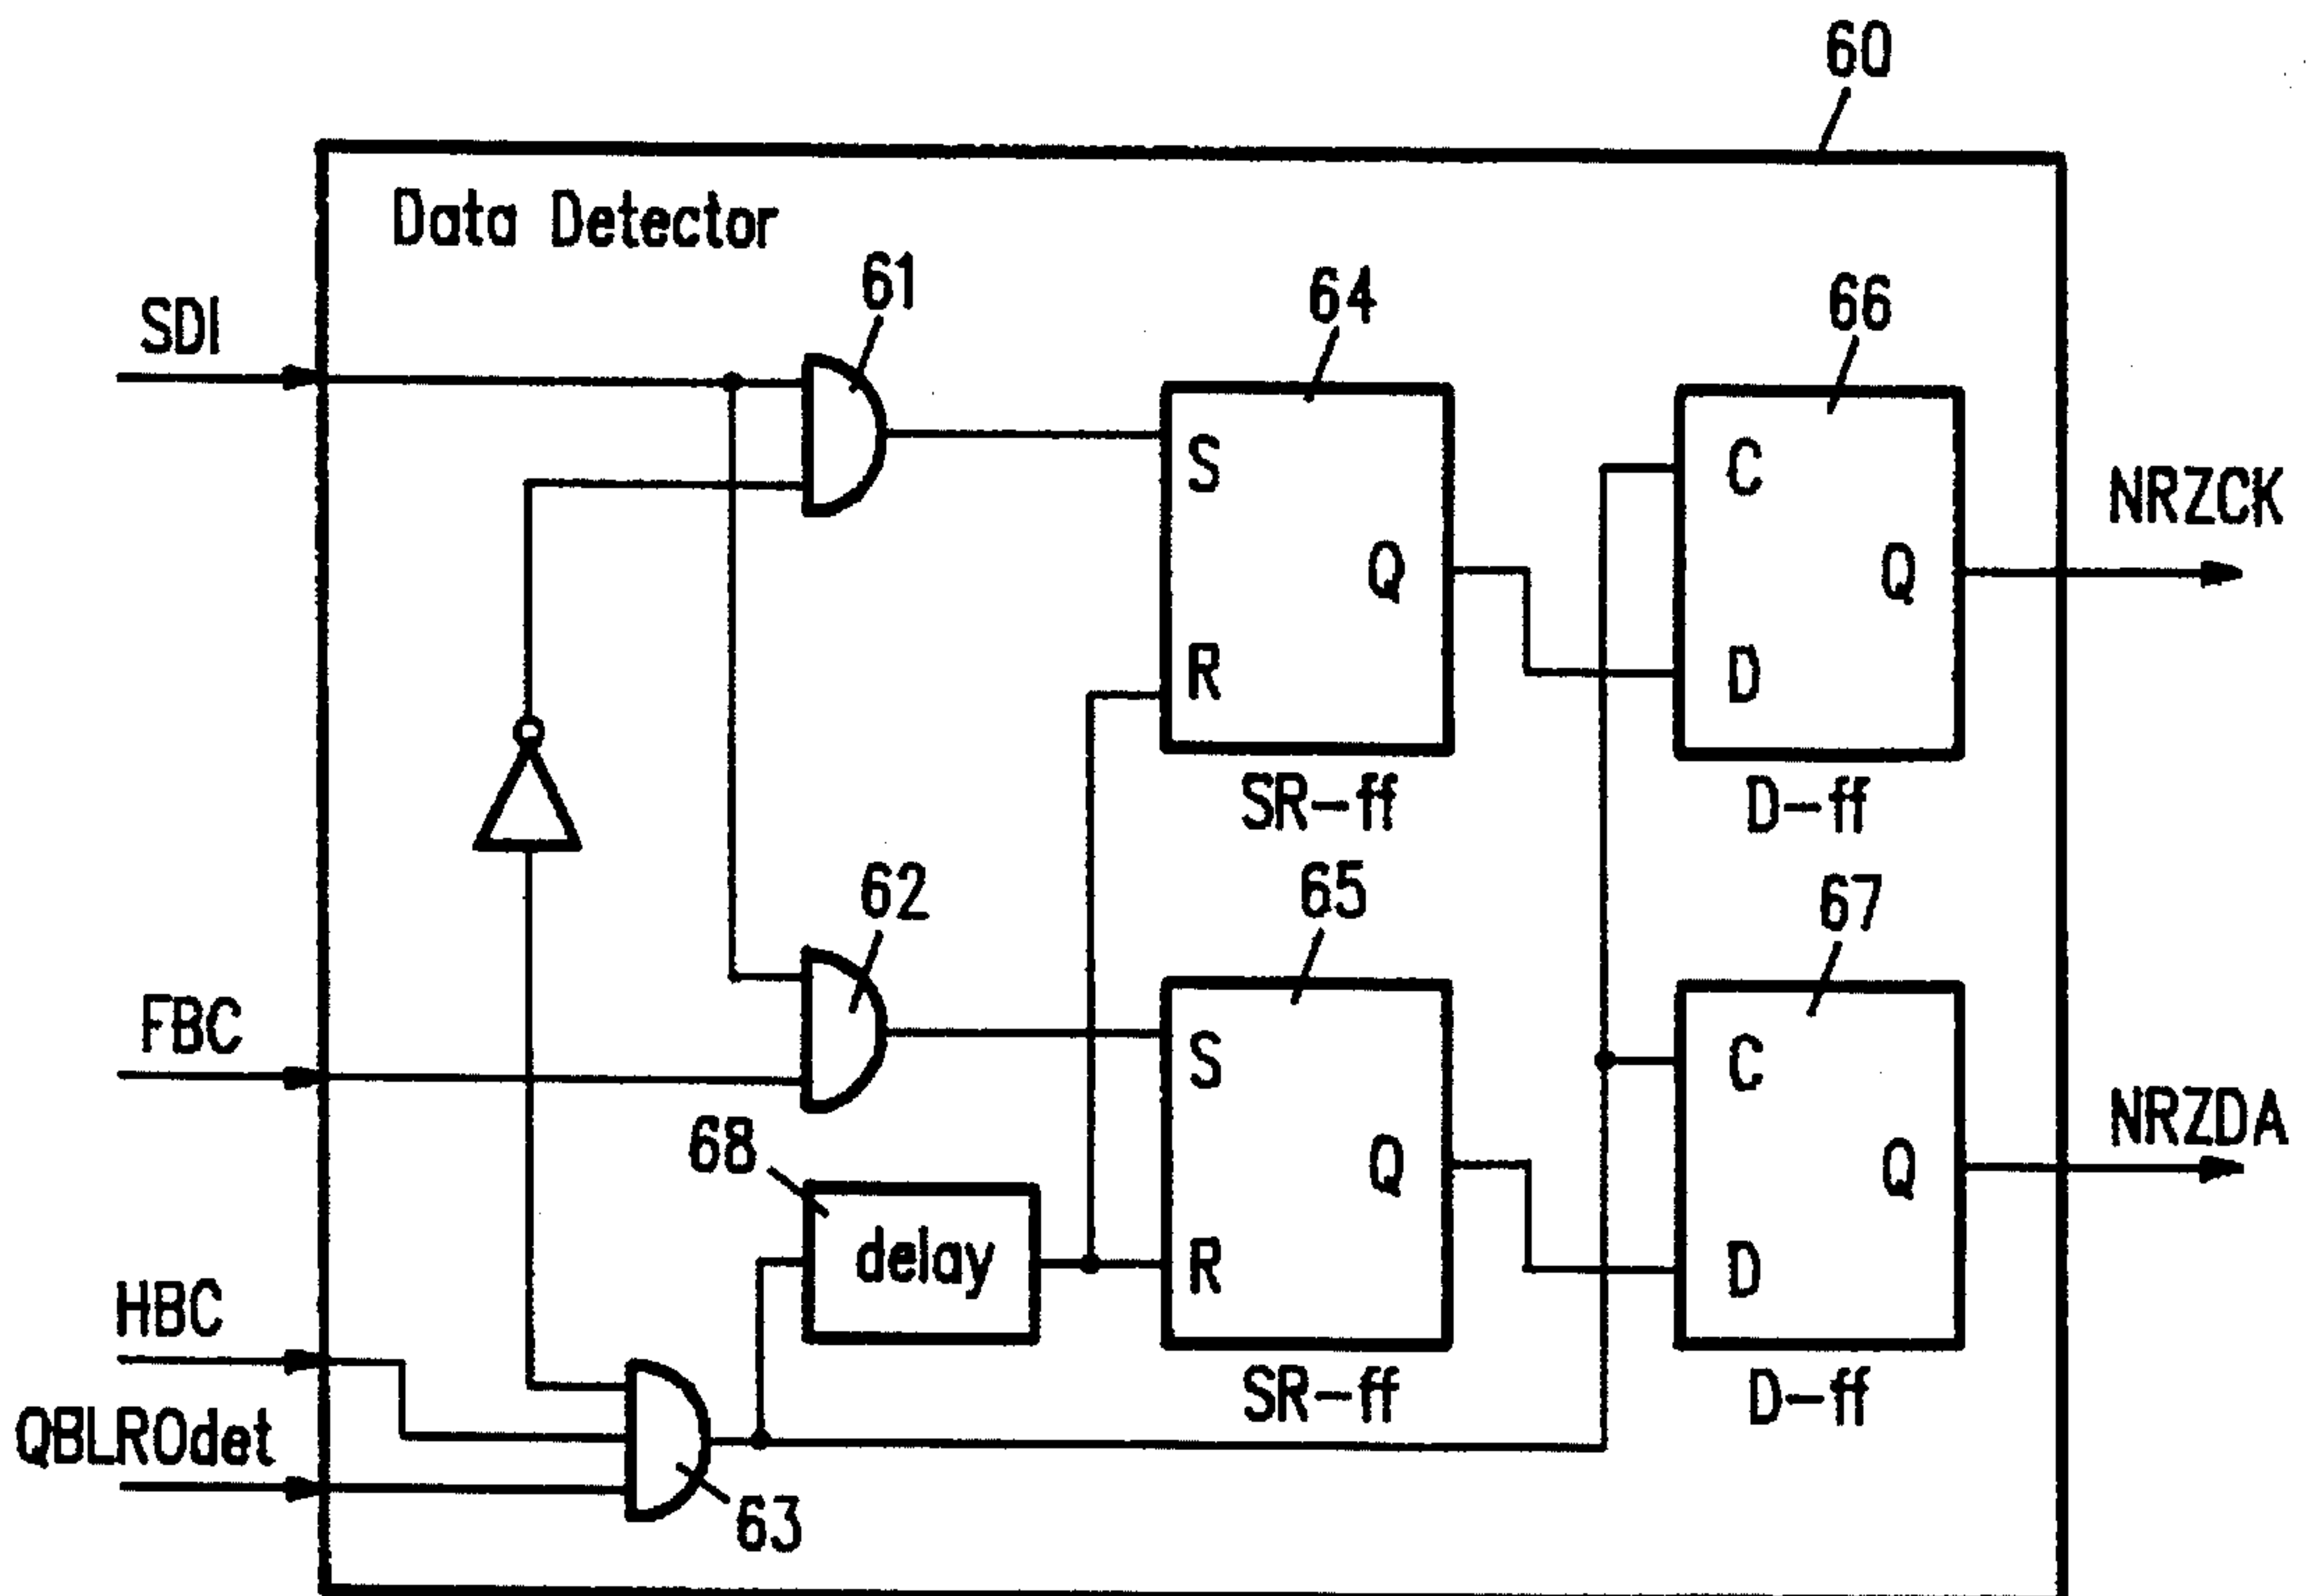 60
Data Detector
61
SDI
64
66
S
C
NRZCK
Q
Q
R
D
SR-ff
D-ff
62
65
67
FBC
S
C
68
NRZDA
Q
Q
delay
R
D
HBC
SR-ff
D-ff
QBLROdet
63